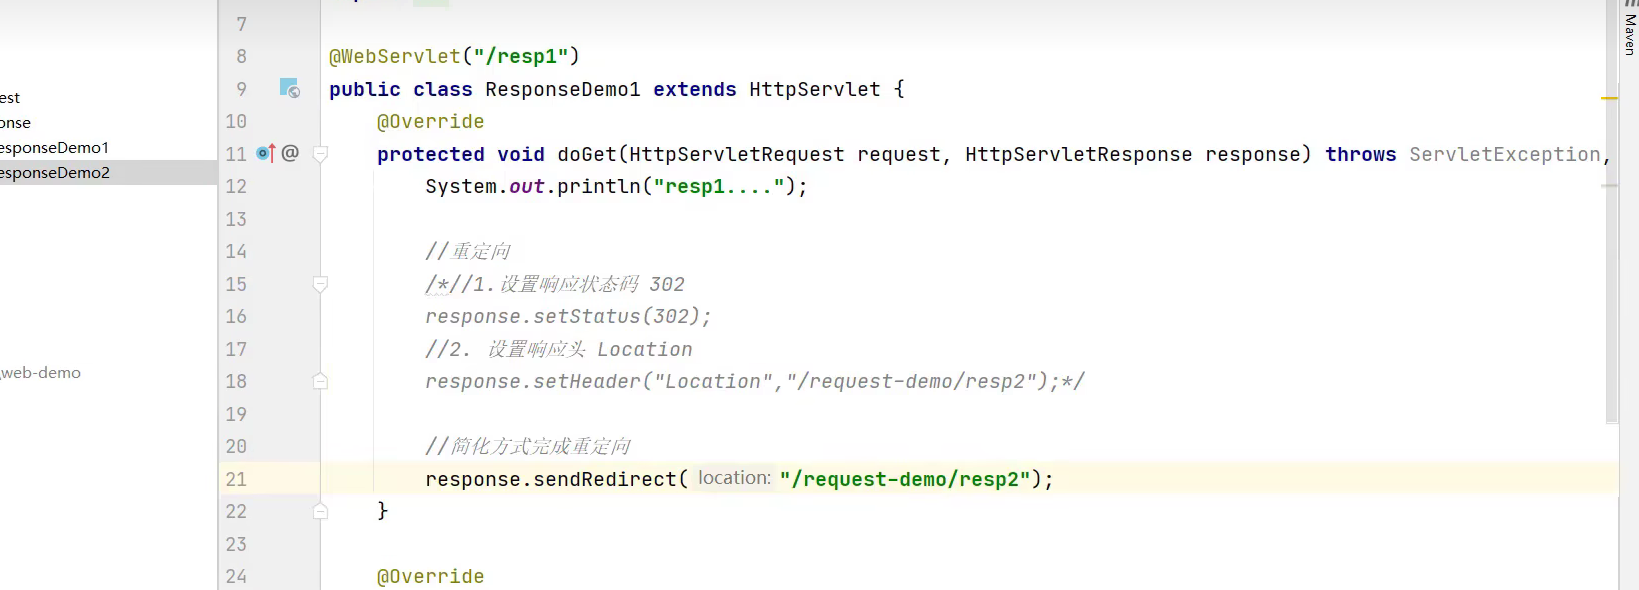 7
8 @WebServlet("/resp1")
9 public class ResponseDemo1 extends HttpServlet {
est
10 @Override
onse
11 @ protected void doGet(HttpServletRequest request, HttpServletResponse response) throws ServletException,
esponseDemo1
esponseDemo2
12 System.out.println("resp1....");
13
14 //重定向
15 /*//1.设置响应状态码 302
16 response.setStatus(302);
17 //2. 设置响应头 Location
web-demo
18 response.setHeader("Location","/request-demo/resp2");*/
19
20 //简化方式完成重定向
21 response.sendRedirect( location: "/request-demo/resp2");
22 }
23
24 @Override
Maven